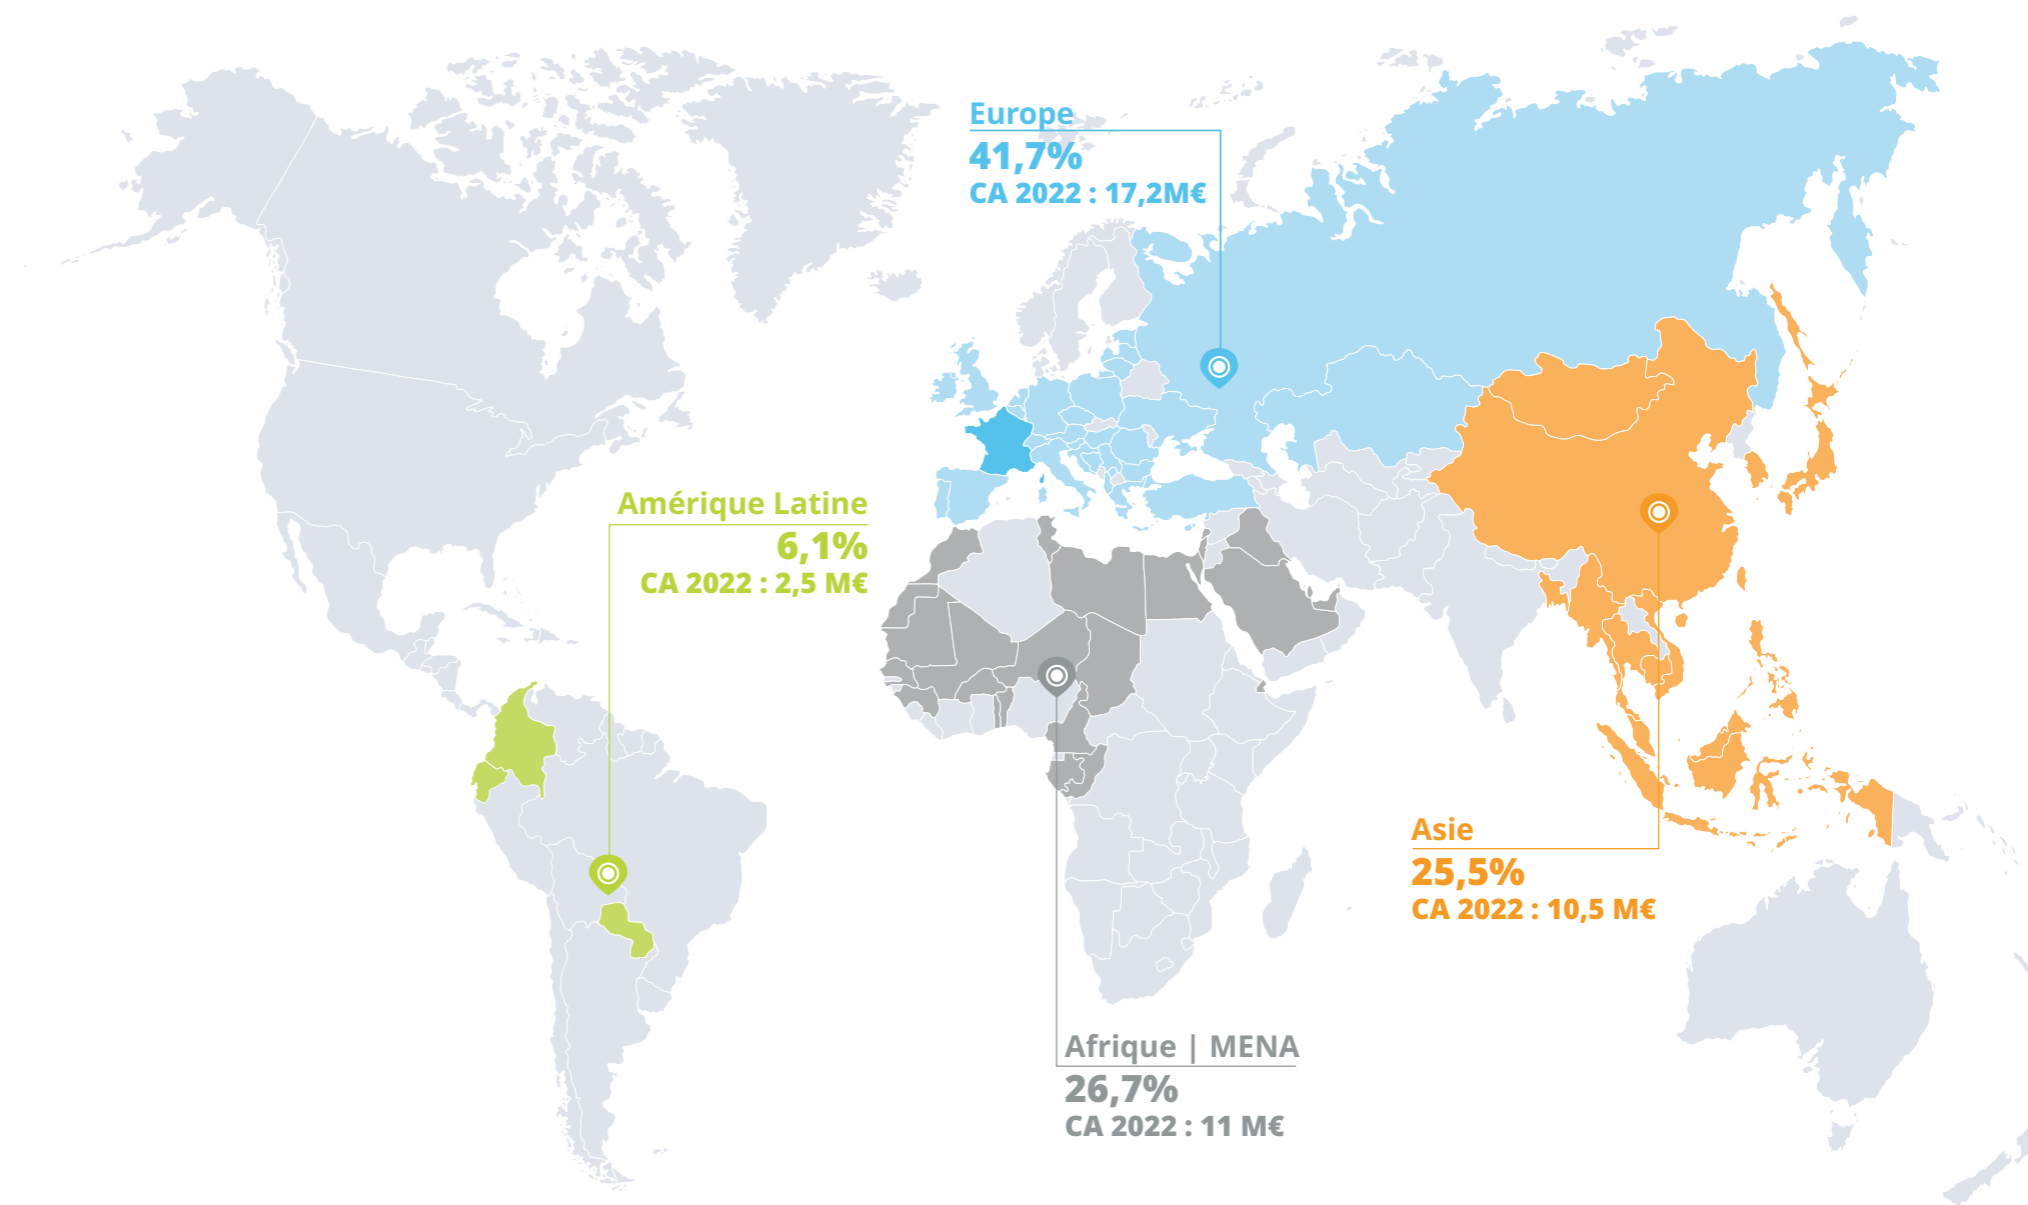 Europe
41,7%
CA 2022 : 17,2M€
Amérique Latine
6,1%
CA 2022 : 2,5 M€
Asie
25,5%
CA 2022 : 10,5 M€
Afrique | MENA
26,7%
CA 2022 : 11 M€